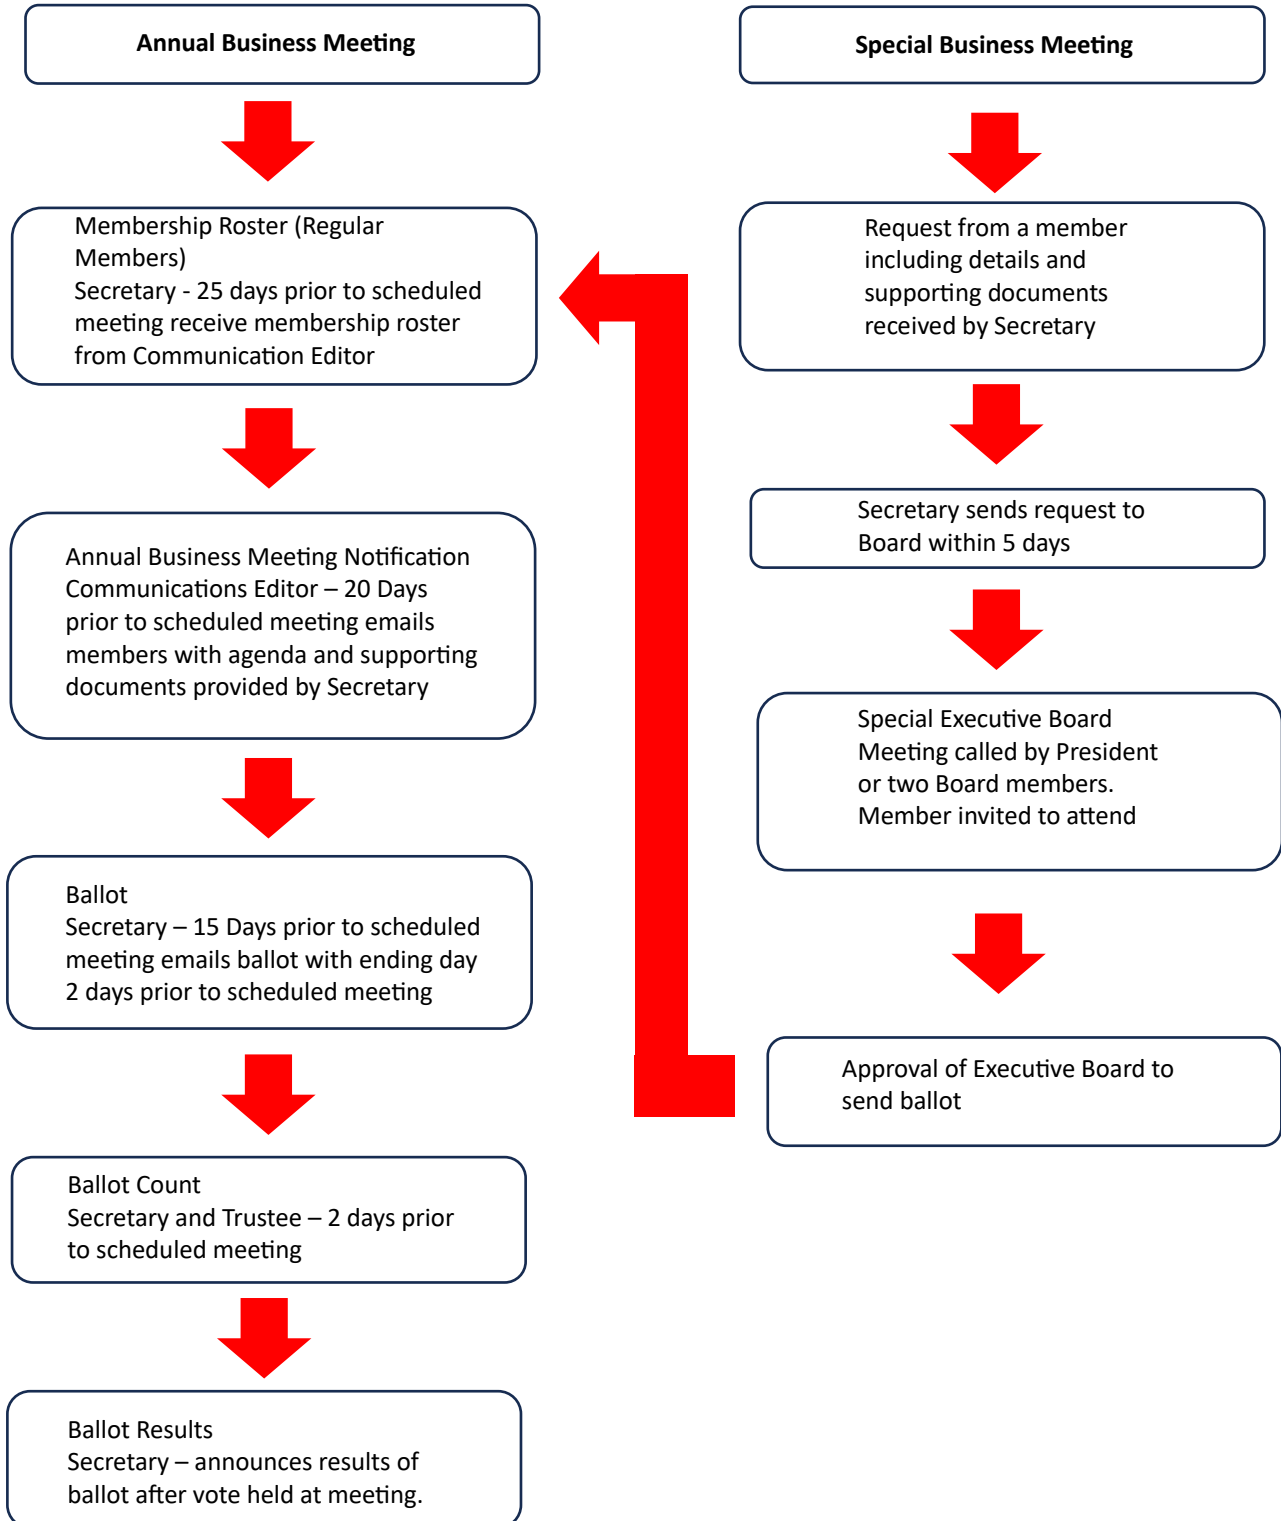 Annual Business Meeting
Membership Roster (Regular
Members)
Secretary - 25 days prior to scheduled
meeting receive membership roster
from Communication Editor
Annual Business Meeting Notification
Communications Editor – 20 Days
prior to scheduled meeting emails
members with agenda and supporting
documents provided by Secretary
Ballot
Secretary – 15 Days prior to scheduled
meeting emails ballot with ending day
2 days prior to scheduled meeting
Ballot Count
Secretary and Trustee – 2 days prior
to scheduled meeting
Ballot Results
Secretary – announces results of
ballot after vote held at meeting.
Special Business Meeting
Request from a member
including details and
supporting documents
received by Secretary
Secretary sends request to
Board within 5 days
Special Executive Board
Meeting called by President
or two Board members.
Member invited to attend
Approval of Executive Board to
send ballot